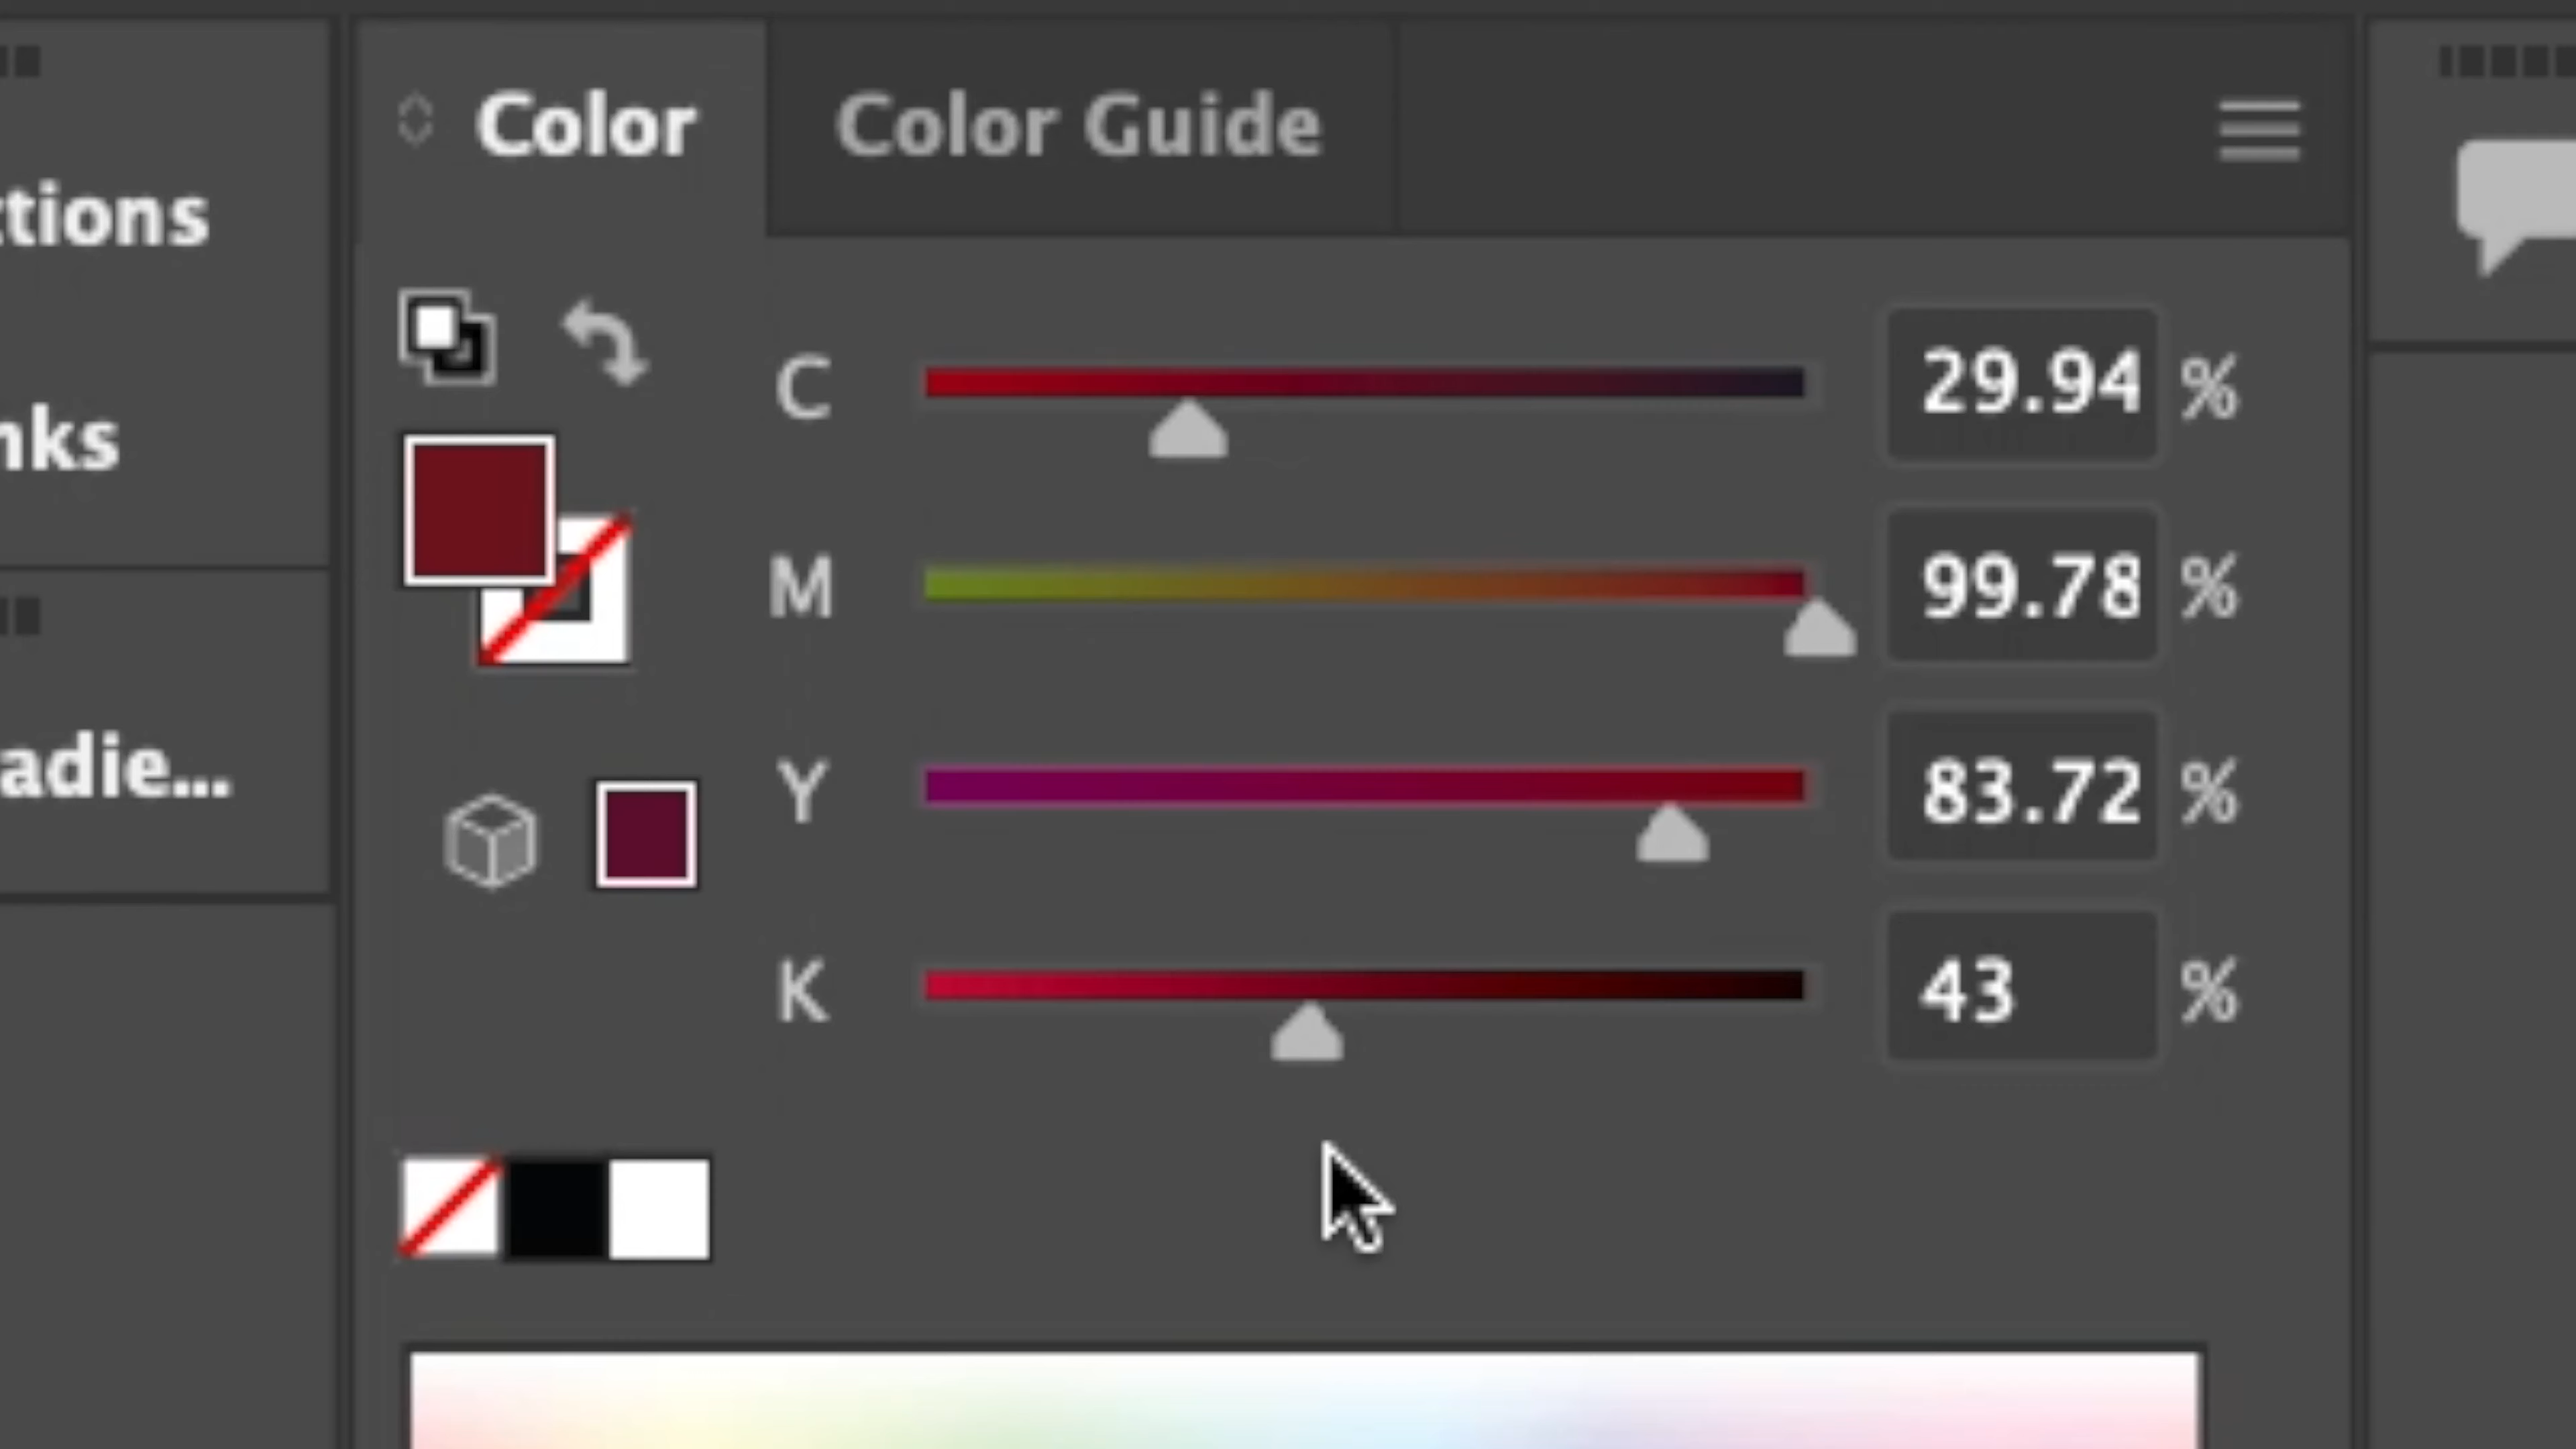 Color
Color Guide
tions
nks
adie...
C 29.94 %
M 99.78 %
Y 83.72 %
K 43 %